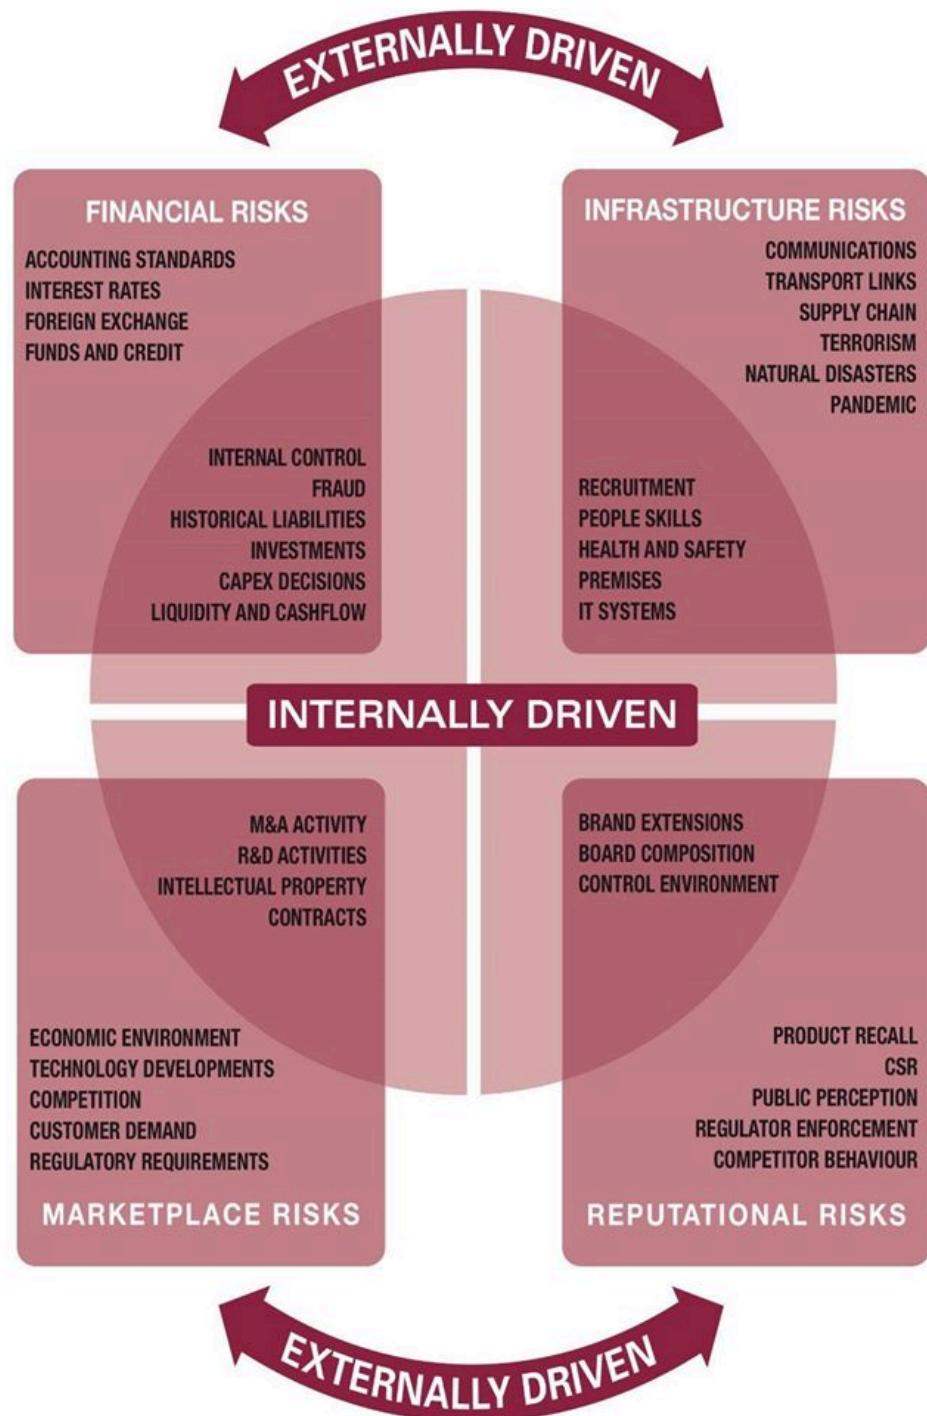 EXTERNALLY DRIVEN
FINANCIAL RISKS
ACCOUNTING STANDARDS
INTEREST RATES
FOREIGN EXCHANGE
FUNDS AND CREDIT
INTERNAL CONTROL
FRAUD
HISTORICAL LIABILITIES
INVESTMENTS
CAPEX DECISIONS
LIQUIDITY AND CASHFLOW
INFRASTRUCTURE RISKS
COMMUNICATIONS
TRANSPORT LINKS
SUPPLY CHAIN
TERRORISM
NATURAL DISASTERS
PANDEMIC
RECRUITMENT
PEOPLE SKILLS
HEALTH AND SAFETY
PREMISES
IT SYSTEMS
INTERNALLY DRIVEN
M&A ACTIVITY
R&D ACTIVITIES
INTELLECTUAL PROPERTY
CONTRACTS
ECONOMIC ENVIRONMENT
TECHNOLOGY DEVELOPMENTS
COMPETITION
CUSTOMER DEMAND
REGULATORY REQUIREMENTS
MARKETPLACE RISKS
BRAND EXTENSIONS
BOARD COMPOSITION
CONTROL ENVIRONMENT
PRODUCT RECALL
CSR
PUBLIC PERCEPTION
REGULATOR ENFORCEMENT
COMPETITOR BEHAVIOUR
REPUTATIONAL RISKS
EXTERNALLY DRIVEN